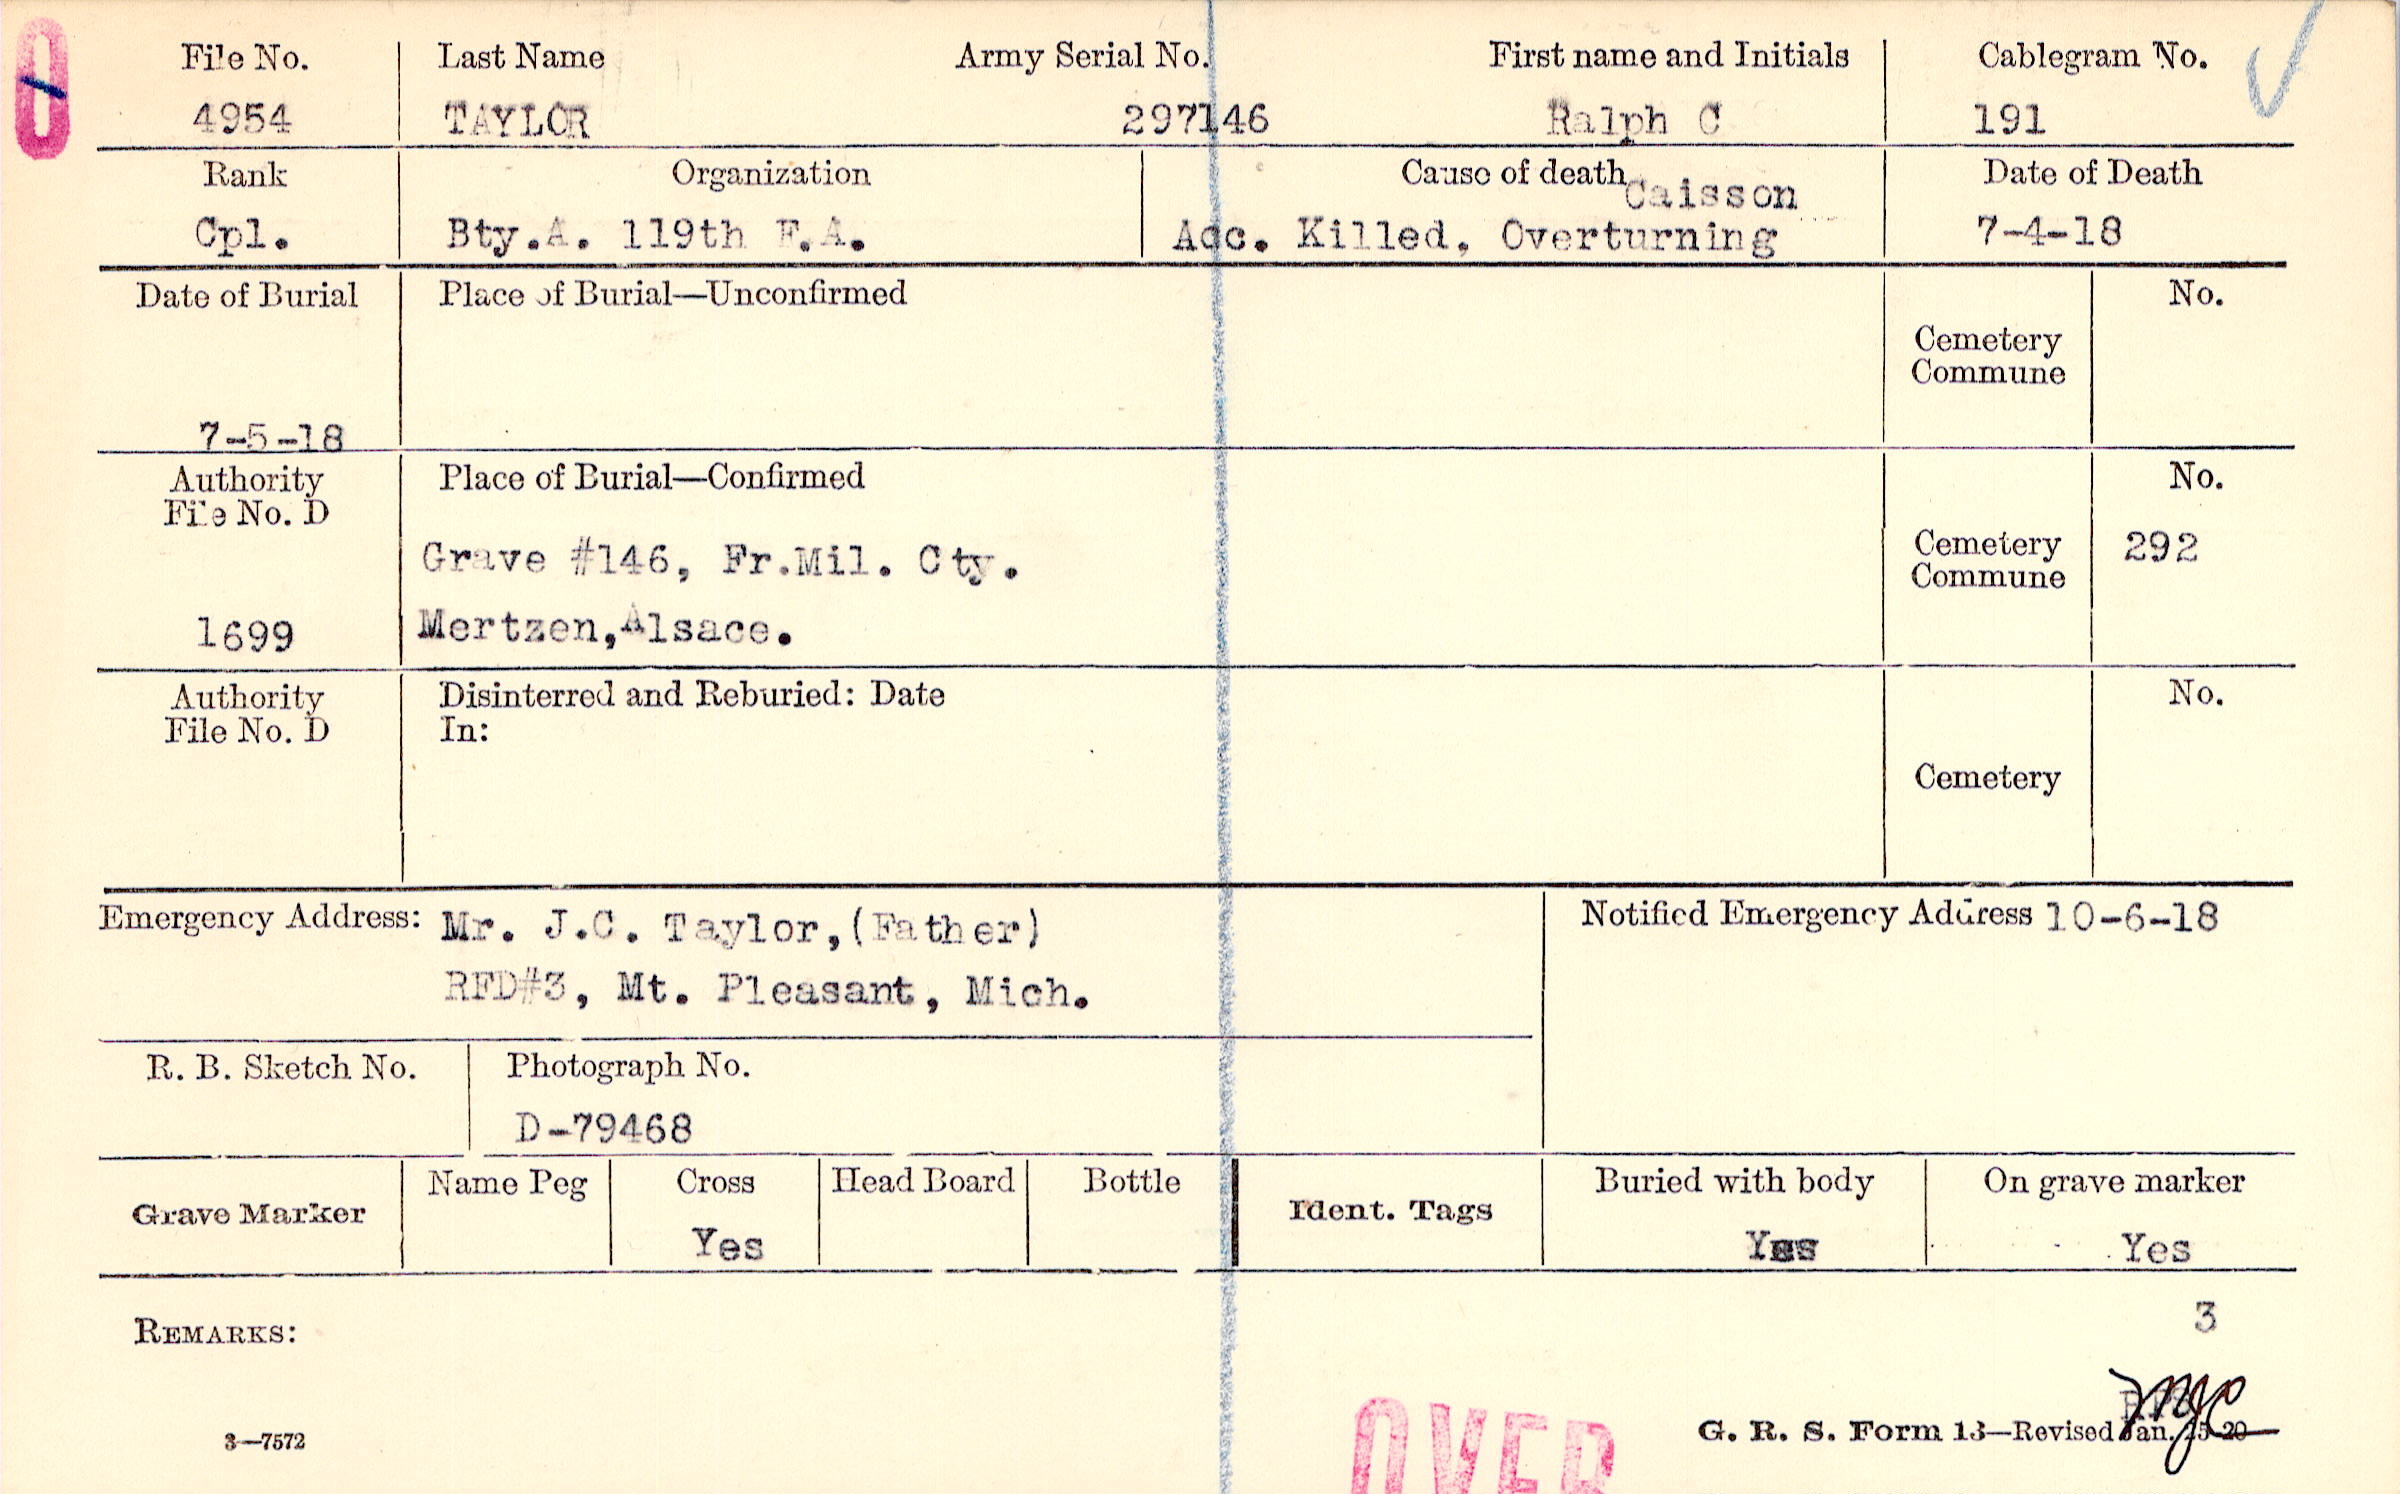 O
File No. Last Name Army Serial No. First name and Initials Cablegram No.
4954 TAYLOR 297146 Ralph C 191
Rank Organization Cause of death Date of Death
Caisson
Cpl. Bty.A. 119th F.A. Acc. Killed, Overturning 7-4-18
Date of Burial Place of Burial—Unconfirmed No.
Cemetery
Commune
7-5-18
Authority Place of Burial—Confirmed No.
File No. D
Grave #146, Fr.Mil. Cty. Cemetery 292
Commune
1699 Mertzen,Alsace.
Authority Disinterred and Reburied: Date No.
File No. D In:
Cemetery
Emergency Address: Mr. J.C. Taylor,(Father) Notified Emergency Address 10-6-18
RFD#3, Mt. Pleasant, Mich.
R. B. Sketch No. Photograph No.
D-79468
Grave Marker Name Peg Cross Head Board Bottle Ident. Tags Buried with body On grave marker
Yes Yes Yes
3
REMARKS:
G. R. S. Form 13—Revised Jan. 15-20
3—7572
OVER